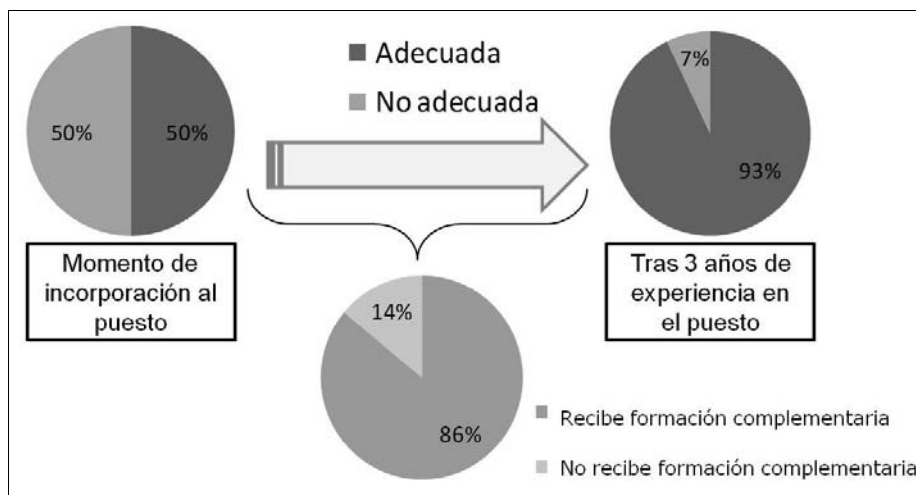 Adecuada
No adecuada
50%
50%
7%
93%
Momento de
incorporación al
puesto
Tras 3 años de
experiencia en
el puesto
14%
86%
Recibe formación complementaria
No recibe formación complementaria